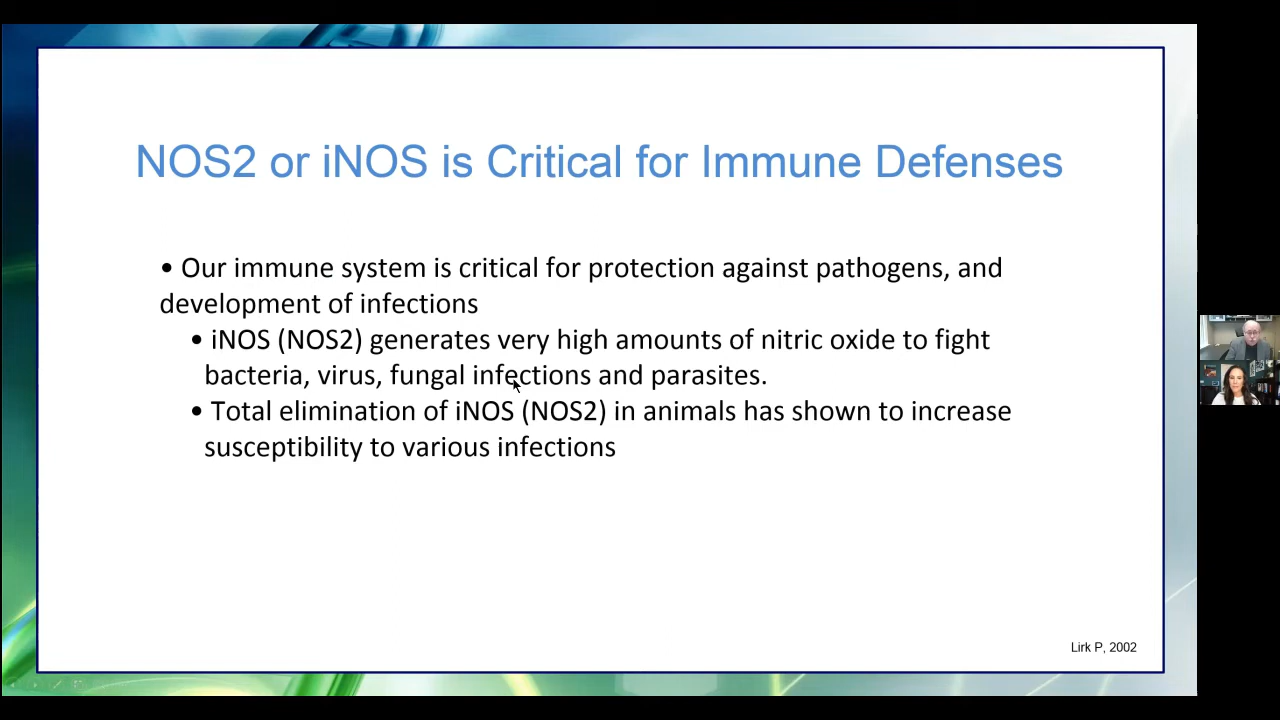 NOS2 or iNOS is Critical for Immune Defenses
• Our immune system is critical for protection against pathogens, and
development of infections
• iNOS (NOS2) generates very high amounts of nitric oxide to fight
bacteria, virus, fungal infections and parasites.
• Total elimination of iNOS (NOS2) in animals has shown to increase
susceptibility to various infections
Lirk P, 2002